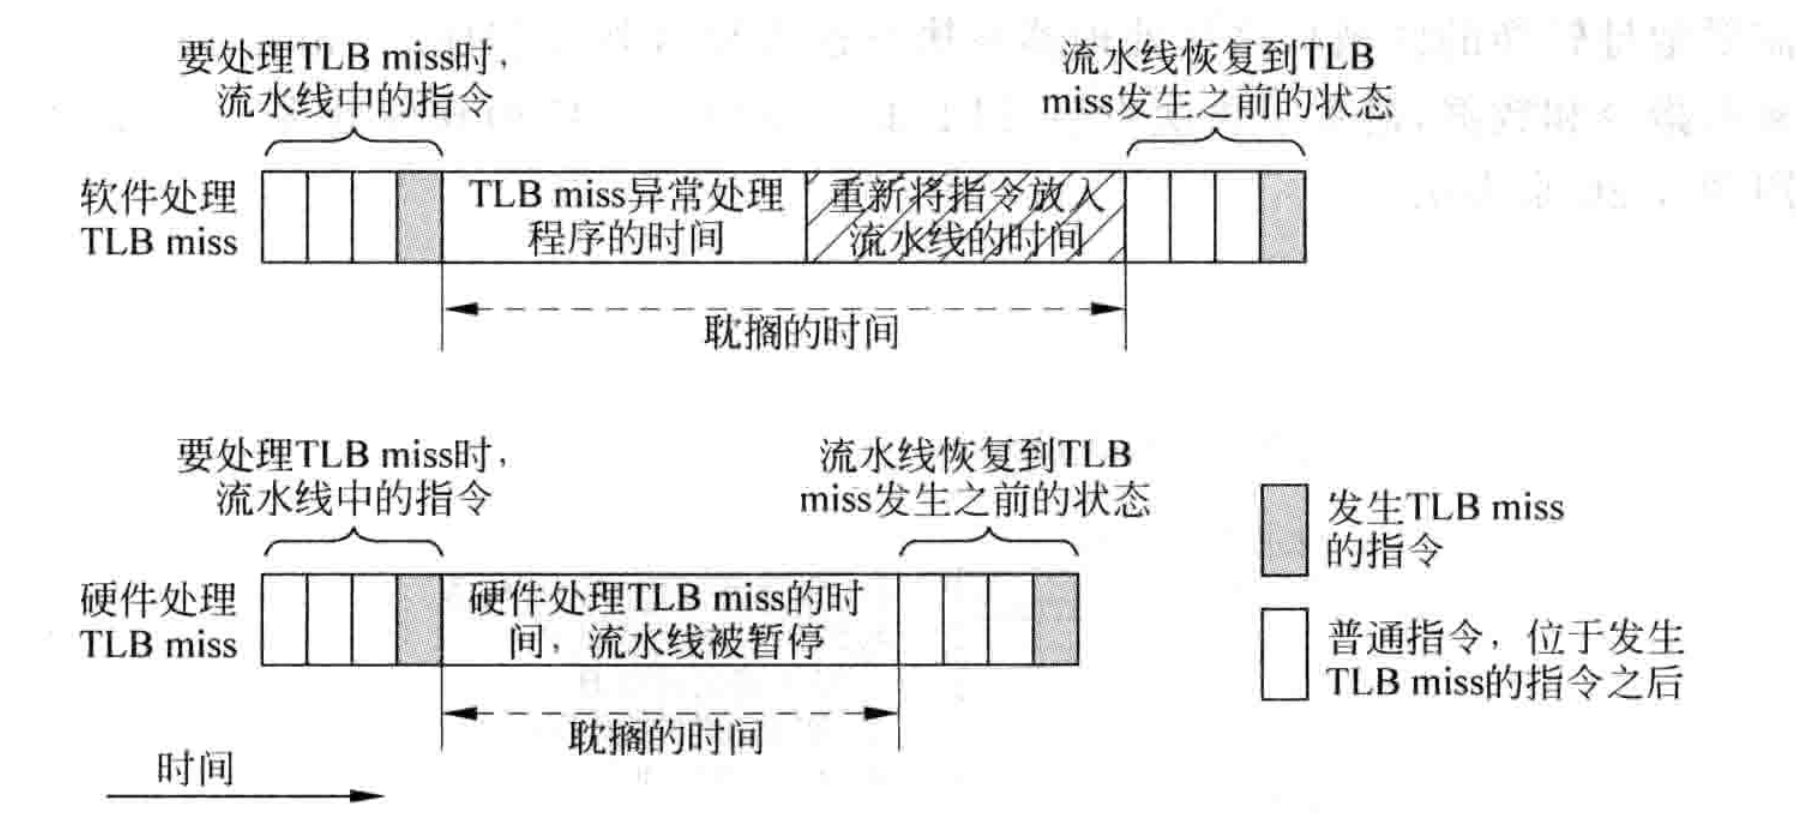 要处理TLB miss时，
流水线中的指令
流水线恢复到TLB
miss发生之前的状态
软件处理
TLB miss
TLB miss异常处理
程序的时间
重新将指令放入
流水线的时间
耽搁的时间
要处理TLB miss时，
流水线中的指令
流水线恢复到TLB
miss发生之前的状态
硬件处理
TLB miss
硬件处理TLB miss的时
间，流水线被暂停
耽搁的时间
时间
发生TLB miss
的指令
普通指令，位于发生
TLB miss的指令之后